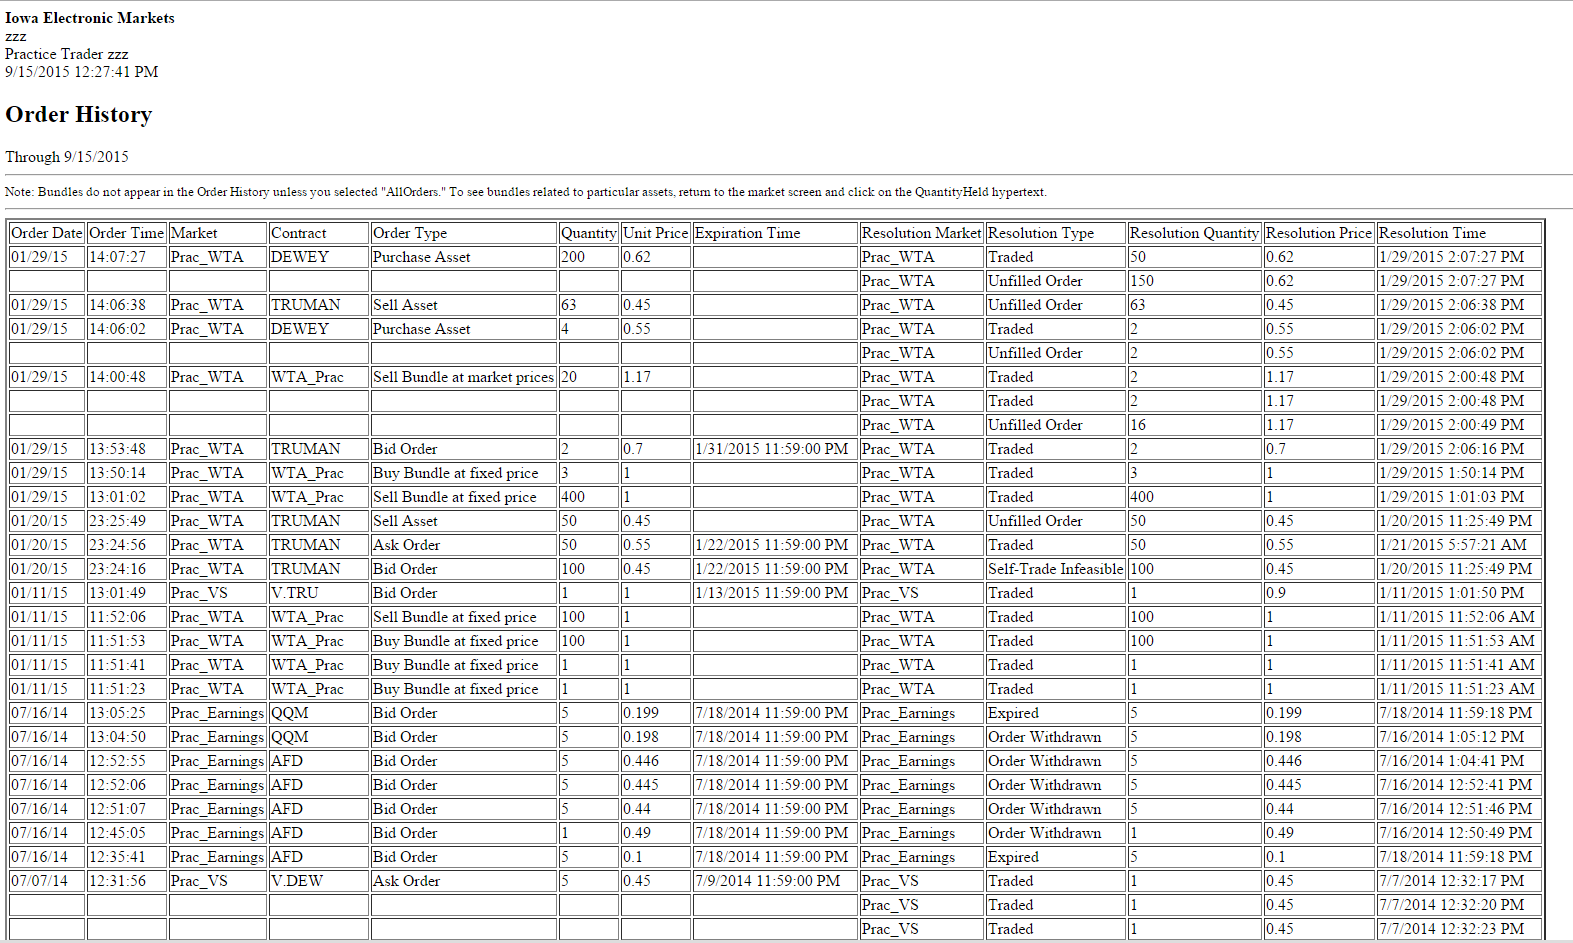 Iowa Electronic Markets
zzz
Practice Trader zzz
9/15/2015 12:27:41 PM
Order History
Through 9/15/2015
Note: Bundles do not appear in the Order History unless you selected "AllOrders." To see bundles related to particular assets, return to the market screen and click on the QuantityHeld hypertext.
Order Date Order Time Market Contract Order Type Quantity Unit Price Expiration Time Resolution Market Resolution Type Resolution Quantity Resolution Price Resolution Time
01/29/15 14:07:27 Prac_WTA DEWEY Purchase Asset 200 0.62 Prac_WTA Traded 50 0.62 1/29/2015 2:07:27 PM
Prac_WTA Unfilled Order 150 0.62 1/29/2015 2:07:27 PM
01/29/15 14:06:38 Prac_WTA TRUMAN Sell Asset 63 0.45 Prac_WTA Unfilled Order 63 0.45 1/29/2015 2:06:38 PM
01/29/15 14:06:02 Prac_WTA DEWEY Purchase Asset 4 0.55 Prac_WTA Traded 2 0.55 1/29/2015 2:06:02 PM
Prac_WTA Unfilled Order 2 0.55 1/29/2015 2:06:02 PM
01/29/15 14:00:48 Prac_WTA WTA_Prac Sell Bundle at market prices 20 1.17 Prac_WTA Traded 2 1.17 1/29/2015 2:00:48 PM
Prac_WTA Traded 2 1.17 1/29/2015 2:00:48 PM
Prac_WTA Unfilled Order 16 1.17 1/29/2015 2:00:49 PM
01/29/15 13:53:48 Prac_WTA TRUMAN Bid Order 2 0.7 1/31/2015 11:59:00 PM Prac_WTA Traded 2 0.7 1/29/2015 2:06:16 PM
01/29/15 13:50:14 Prac_WTA WTA_Prac Buy Bundle at fixed price 3 1 Prac_WTA Traded 3 1 1/29/2015 1:50:14 PM
01/29/15 13:01:02 Prac_WTA WTA_Prac Sell Bundle at fixed price 400 1 Prac_WTA Traded 400 1 1/29/2015 1:01:03 PM
01/20/15 23:25:49 Prac_WTA TRUMAN Sell Asset 50 0.45 Prac_WTA Unfilled Order 50 0.45 1/20/2015 11:25:49 PM
01/20/15 23:24:56 Prac_WTA TRUMAN Ask Order 50 0.55 1/22/2015 11:59:00 PM Prac_WTA Traded 50 0.55 1/21/2015 5:57:21 AM
01/20/15 23:24:16 Prac_WTA TRUMAN Bid Order 100 0.45 1/22/2015 11:59:00 PM Prac_WTA Self-Trade Infeasible 100 0.45 1/20/2015 11:25:49 PM
01/11/15 13:01:49 Prac_VS V.TRU Bid Order 1 1 1/13/2015 11:59:00 PM Prac_VS Traded 1 0.9 1/11/2015 1:01:50 PM
01/11/15 11:52:06 Prac_WTA WTA_Prac Sell Bundle at fixed price 100 1 Prac_WTA Traded 100 1 1/11/2015 11:52:06 AM
01/11/15 11:51:53 Prac_WTA WTA_Prac Buy Bundle at fixed price 100 1 Prac_WTA Traded 100 1 1/11/2015 11:51:53 AM
01/11/15 11:51:41 Prac_WTA WTA_Prac Buy Bundle at fixed price 1 1 Prac_WTA Traded 1 1 1/11/2015 11:51:41 AM
01/11/15 11:51:23 Prac_WTA WTA_Prac Buy Bundle at fixed price 1 1 Prac_WTA Traded 1 1 1/11/2015 11:51:23 AM
07/16/14 13:05:25 Prac_Earnings QQM Bid Order 5 0.199 7/18/2014 11:59:00 PM Prac_Earnings Expired 5 0.199 7/18/2014 11:59:18 PM
07/16/14 13:04:50 Prac_Earnings QQM Bid Order 5 0.198 7/18/2014 11:59:00 PM Prac_Earnings Order Withdrawn 5 0.198 7/16/2014 1:05:12 PM
07/16/14 12:52:55 Prac_Earnings AFD Bid Order 5 0.446 7/18/2014 11:59:00 PM Prac_Earnings Order Withdrawn 5 0.446 7/16/2014 1:04:41 PM
07/16/14 12:52:06 Prac_Earnings AFD Bid Order 5 0.445 7/18/2014 11:59:00 PM Prac_Earnings Order Withdrawn 5 0.445 7/16/2014 12:52:41 PM
07/16/14 12:51:07 Prac_Earnings AFD Bid Order 5 0.44 7/18/2014 11:59:00 PM Prac_Earnings Order Withdrawn 5 0.44 7/16/2014 12:51:46 PM
07/16/14 12:45:05 Prac_Earnings AFD Bid Order 1 0.49 7/18/2014 11:59:00 PM Prac_Earnings Order Withdrawn 1 0.49 7/16/2014 12:50:49 PM
07/16/14 12:35:41 Prac_Earnings AFD Bid Order 5 0.1 7/18/2014 11:59:00 PM Prac_Earnings Expired 5 0.1 7/18/2014 11:59:18 PM
07/07/14 12:31:56 Prac_VS V.DEW Ask Order 5 0.45 7/9/2014 11:59:00 PM Prac_VS Traded 1 0.45 7/7/2014 12:32:17 PM
Prac_VS Traded 1 0.45 7/7/2014 12:32:20 PM
Prac_VS Traded 1 0.45 7/7/2014 12:32:23 PM